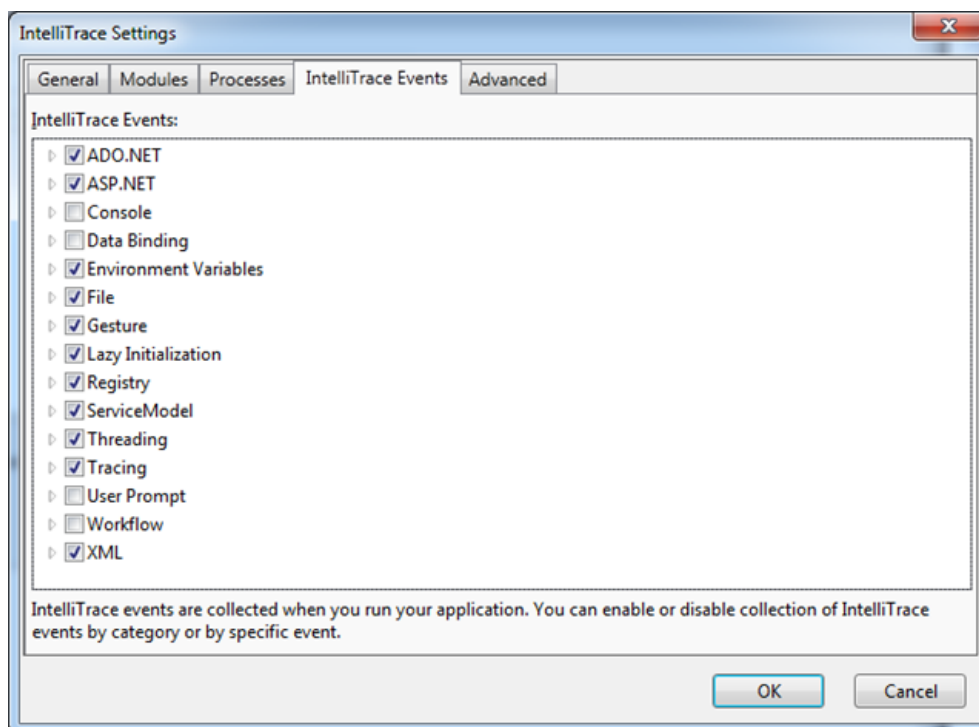 IntelliTrace Settings
General Modules Processes IntelliTrace Events Advanced
IntelliTrace Events:
ADO.NET
ASP.NET
Console
Data Binding
Environment Variables
File
Gesture
Lazy Initialization
Registry
ServiceModel
Threading
Tracing
User Prompt
Workflow
XML
IntelliTrace events are collected when you run your application. You can enable or disable collection of IntelliTrace
events by category or by specific event.
OK Cancel